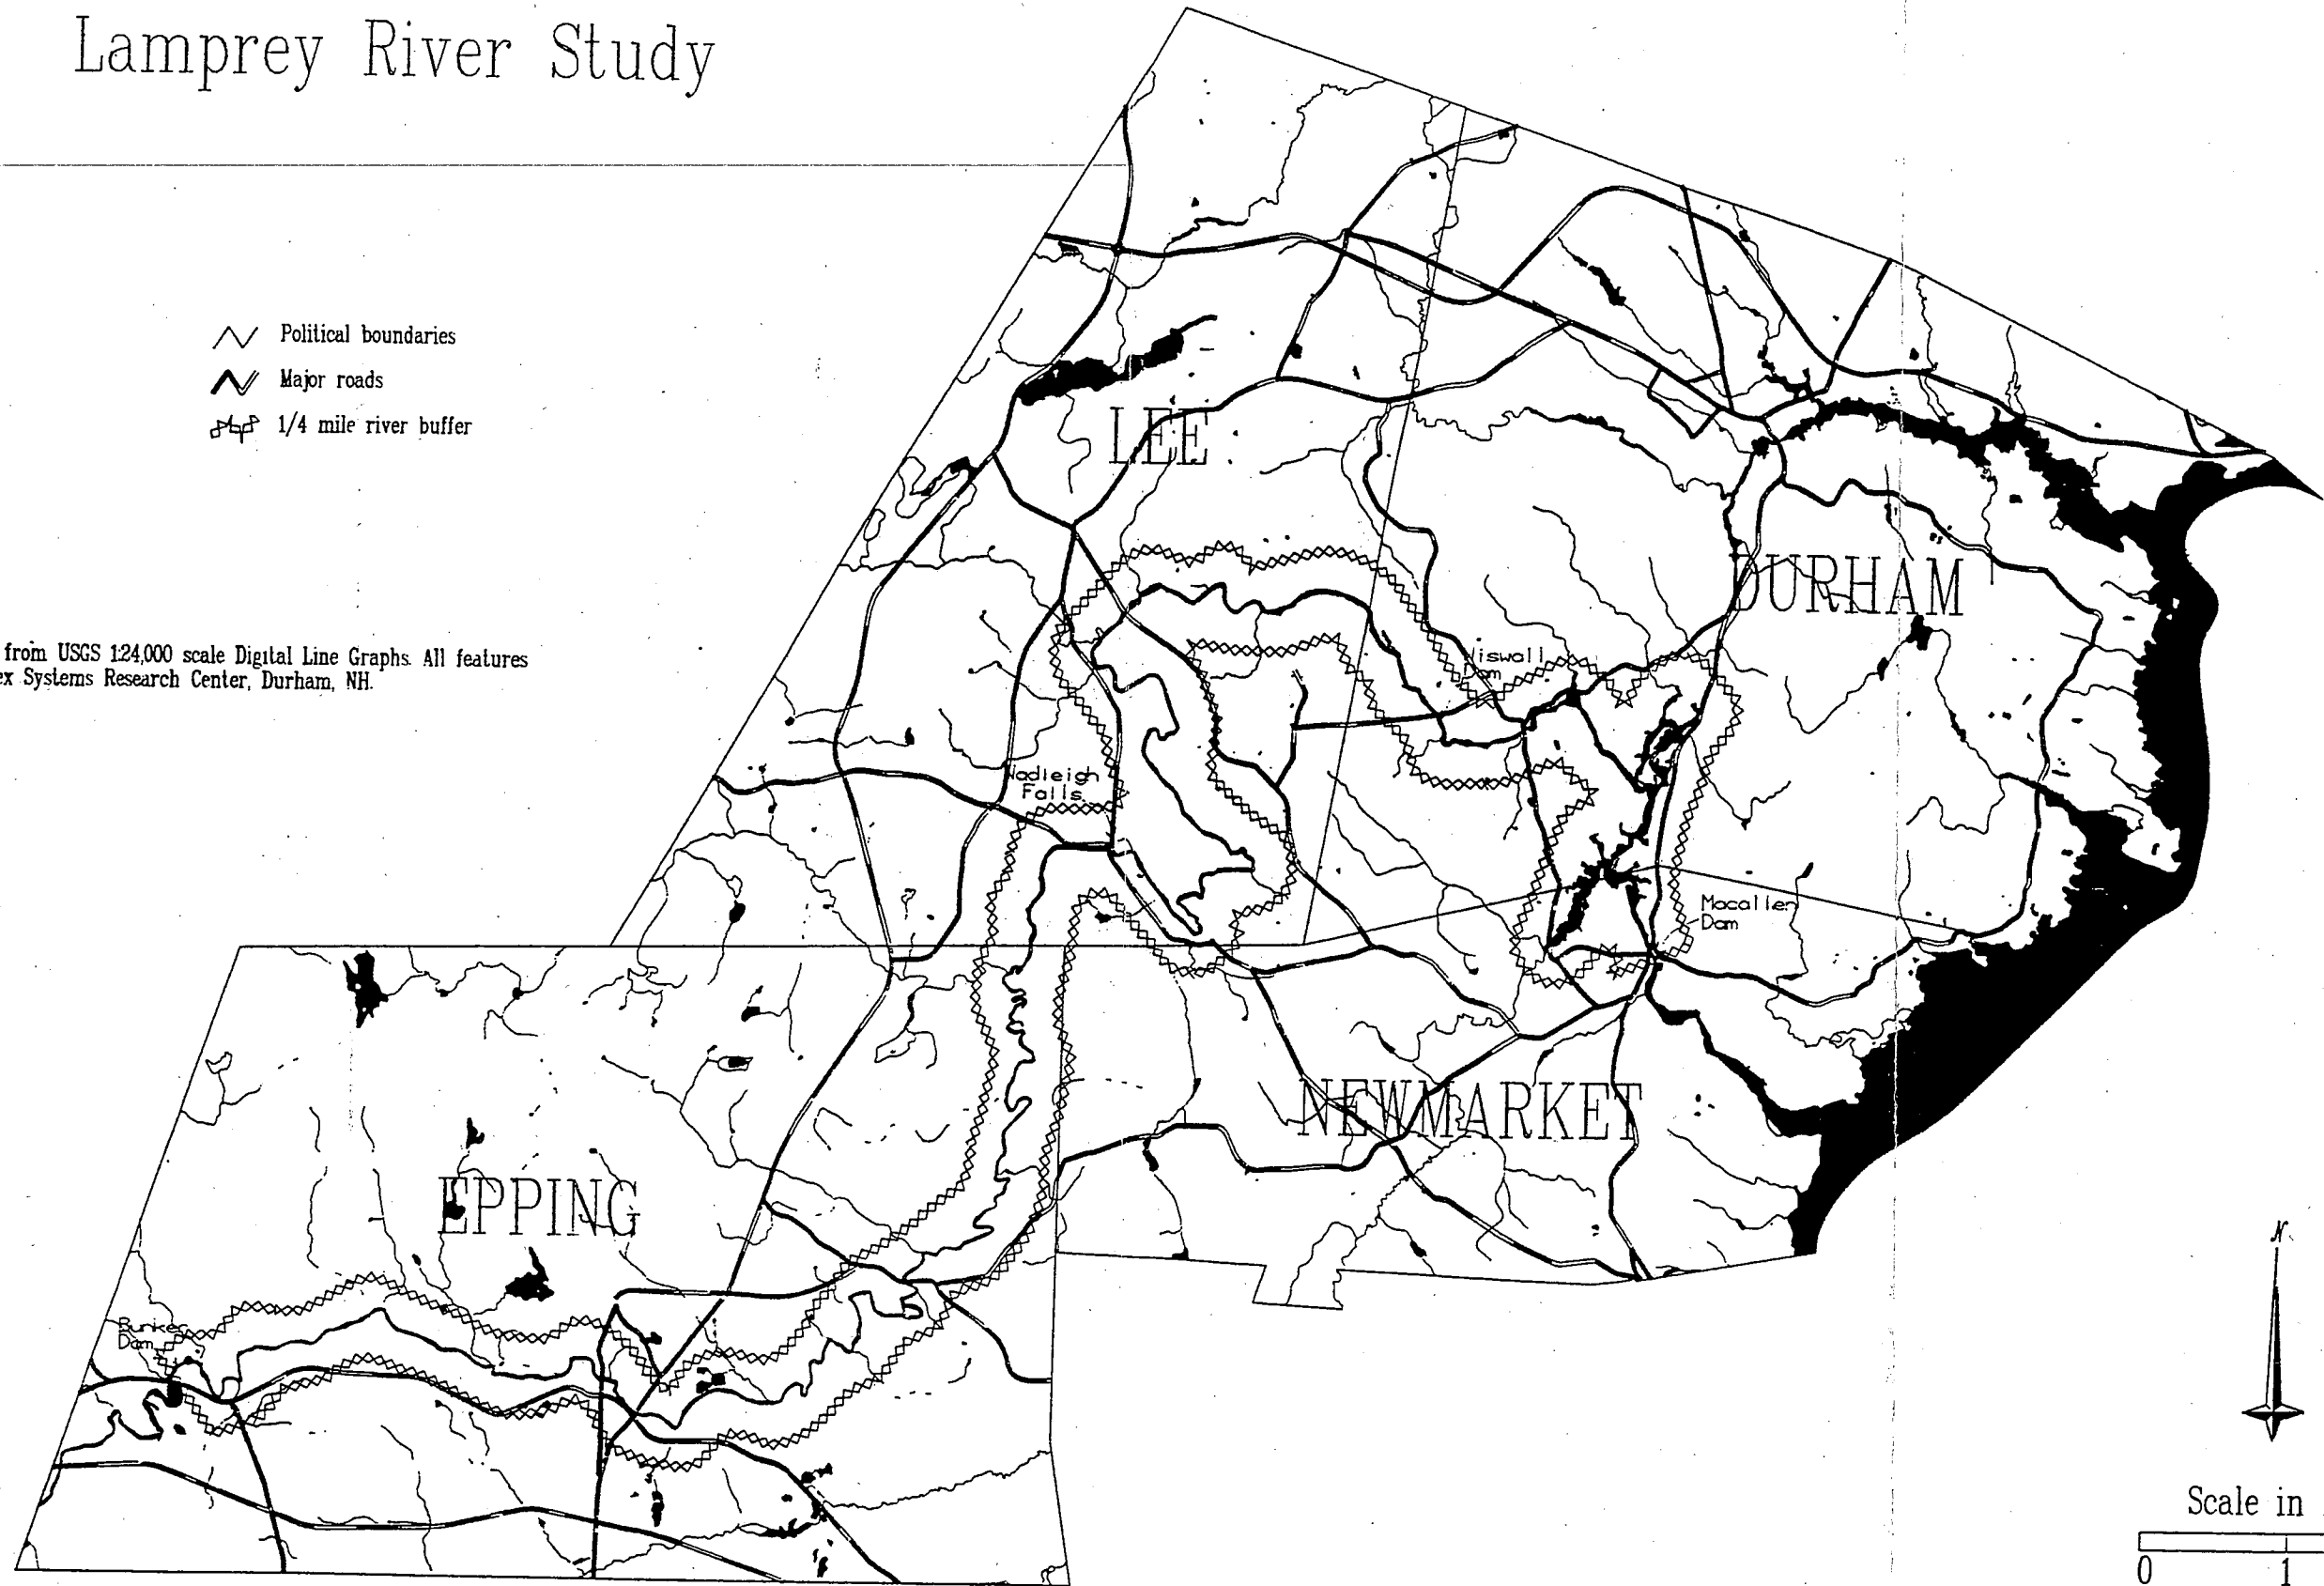 Lamprey River Study
Political boundaries
Major roads
1/4 mile river buffer
from USGS 1:24,000 scale Digital Line Graphs. All features
ex Systems Research Center, Durham, NH.
LEE
DURHAM
Wiswall
Dam
Wadleigh
Falls
Macallen
Dam
NEWMARKET
EPPING
Bunker
Dam
N
Scale in
0 1